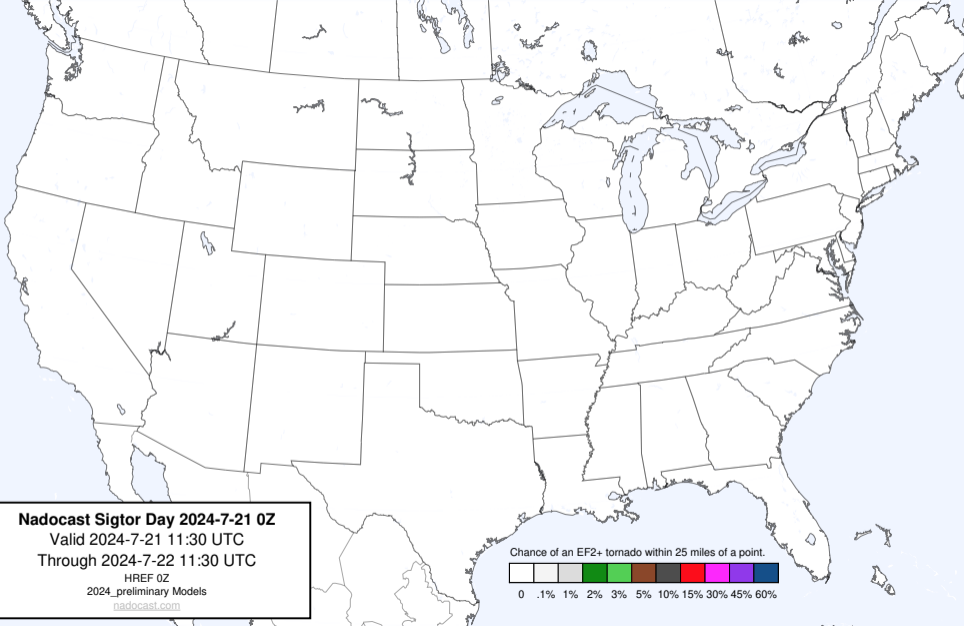 Nadocast Sigtor Day 2024-7-21 0Z
Valid 2024-7-21 11:30 UTC
Through 2024-7-22 11:30 UTC
HREF 0Z
2024_preliminary Models
nadocast.com
Chance of an EF2+ tornado within 25 miles of a point.
0 .1% 1% 2% 3% 5% 10% 15% 30% 45% 60%